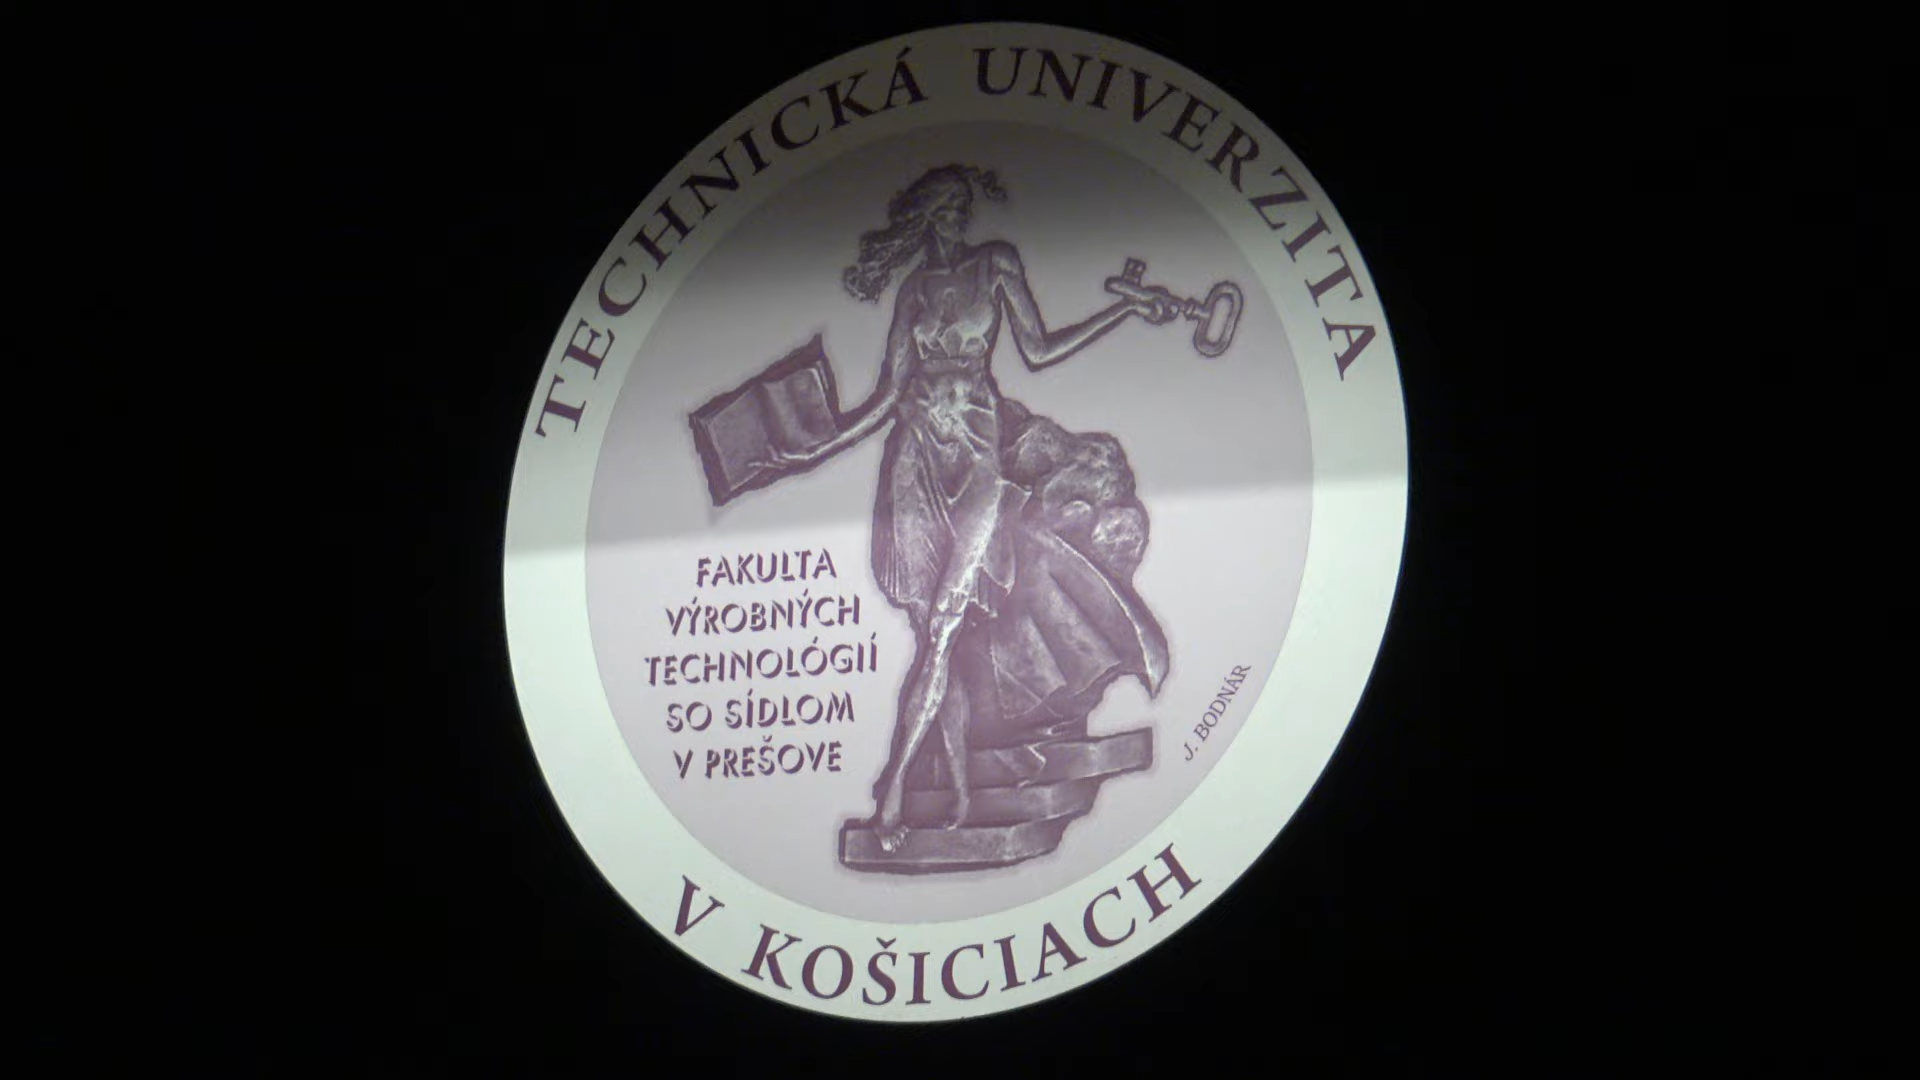 TECHNICKÁ UNIVERZITA
FAKULTA
VÝROBNÝCH
TECHNOLÓGIÍ
SO SÍDLOM
V PREŠOVE
J. BODNÁR
V KOŠICIACH